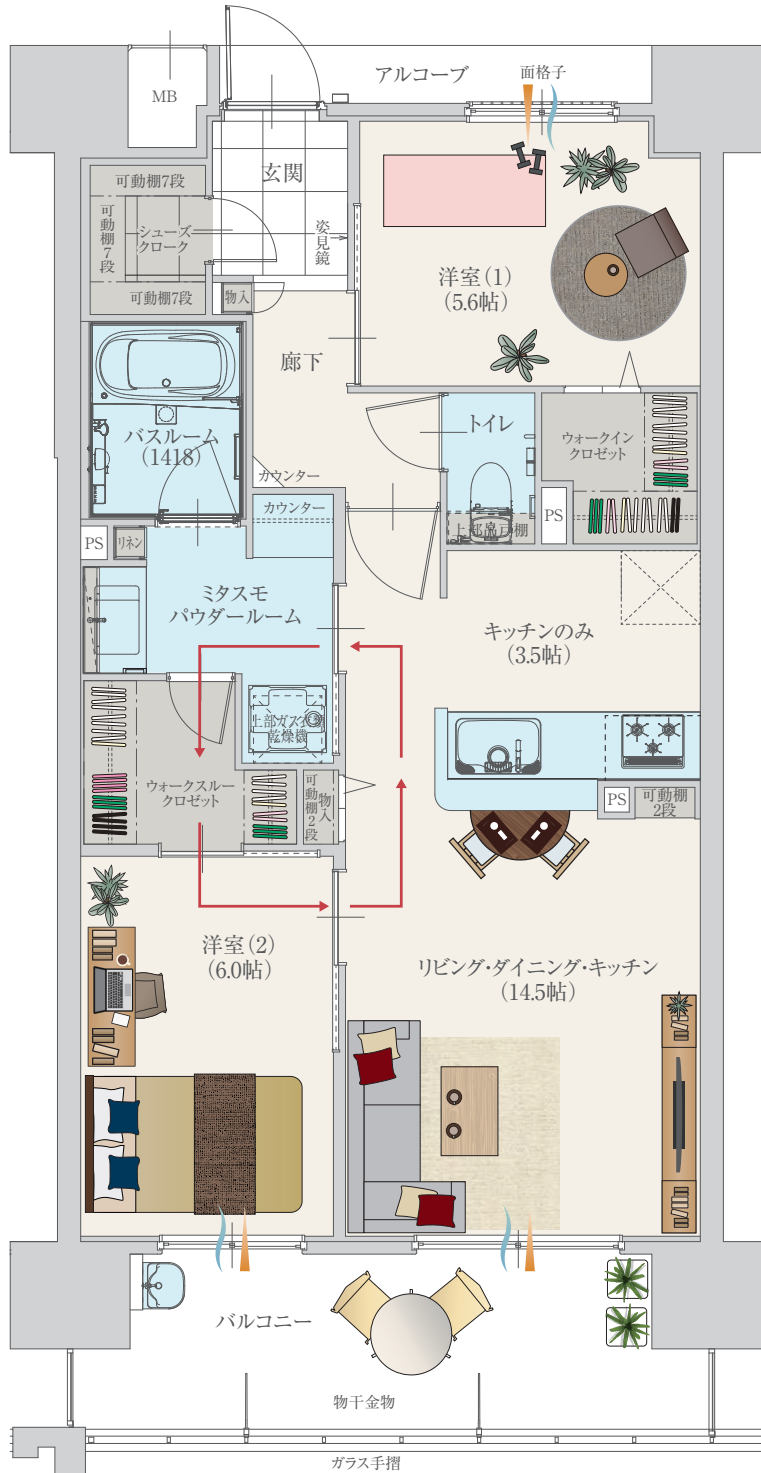 アルコーブ
面格子
MB
玄関
可動棚7段
可動棚7段
シューズ
クローク
姿見鏡
可動棚7段
物入
洋室(1)
(5.6帖)
廊下
トイレ
ウォークイン
クロゼット
バスルーム
(1418)
カウンター
カウンター
上部吊戸棚
PS
PS
リネン
ミタスモ
パウダールーム
キッチンのみ
(3.5帖)
上部ガス衣類
乾燥機
ウォークスルー
クロゼット
可動棚2段
物入
PS
可動棚
2段
洋室(2)
(6.0帖)
リビング・ダイニング・キッチン
(14.5帖)
バルコニー
物干金物
ガラス手摺